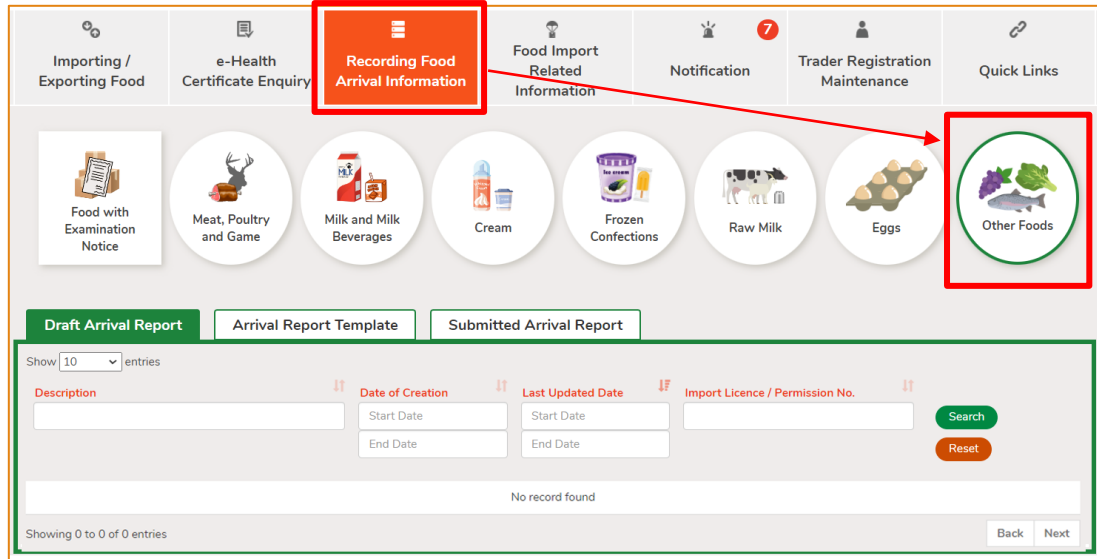 Importing /
Exporting Food
e-Health
Certificate Enquiry
Recording Food
Arrival Information
Food Import
Related
Information
Notification
7
Trader Registration
Maintenance
Quick Links
Food with
Examination
Notice
Meat, Poultry
and Game
MILK
Milk and Milk
Beverages
Cream
Ice cream
Frozen
Confections
Raw Milk
Eggs
Other Foods
Draft Arrival Report
Arrival Report Template
Submitted Arrival Report
Show 10 entries
Description
Date of Creation
Last Updated Date
Import Licence / Permission No.
Start Date
Start Date
Search
End Date
End Date
Reset
No record found
Showing 0 to 0 of 0 entries
Back Next